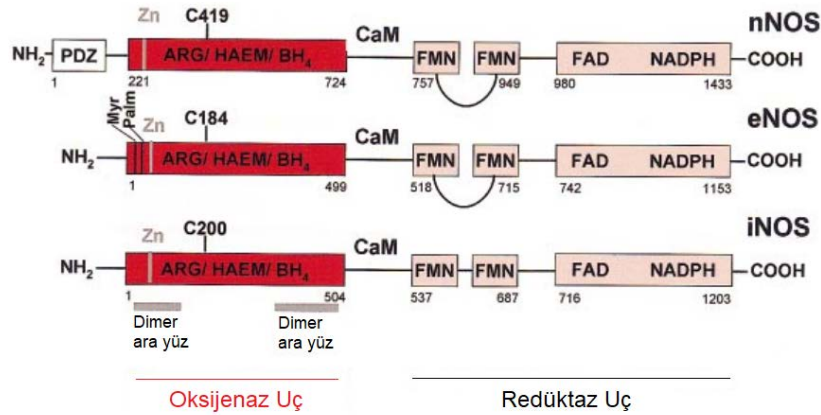 Zn C419 CaM nNOS
NH2 PDZ ARG/ HAEM/ BH4 FMN FMN FAD NADPH COOH
1 221 724 757 949 980 1433
Myr Palm Zn C184 CaM eNOS
NH2 ARG/ HAEM/ BH4 FMN FMN FAD NADPH COOH
1 499 518 715 742 1153
Zn C200 CaM iNOS
NH2 ARG/ HAEM/ BH4 FMN FMN FAD NADPH COOH
1 504 537 687 716 1203
Dimer Dimer
ara yüz ara yüz
Oksijenaz Uç Redüktaz Uç